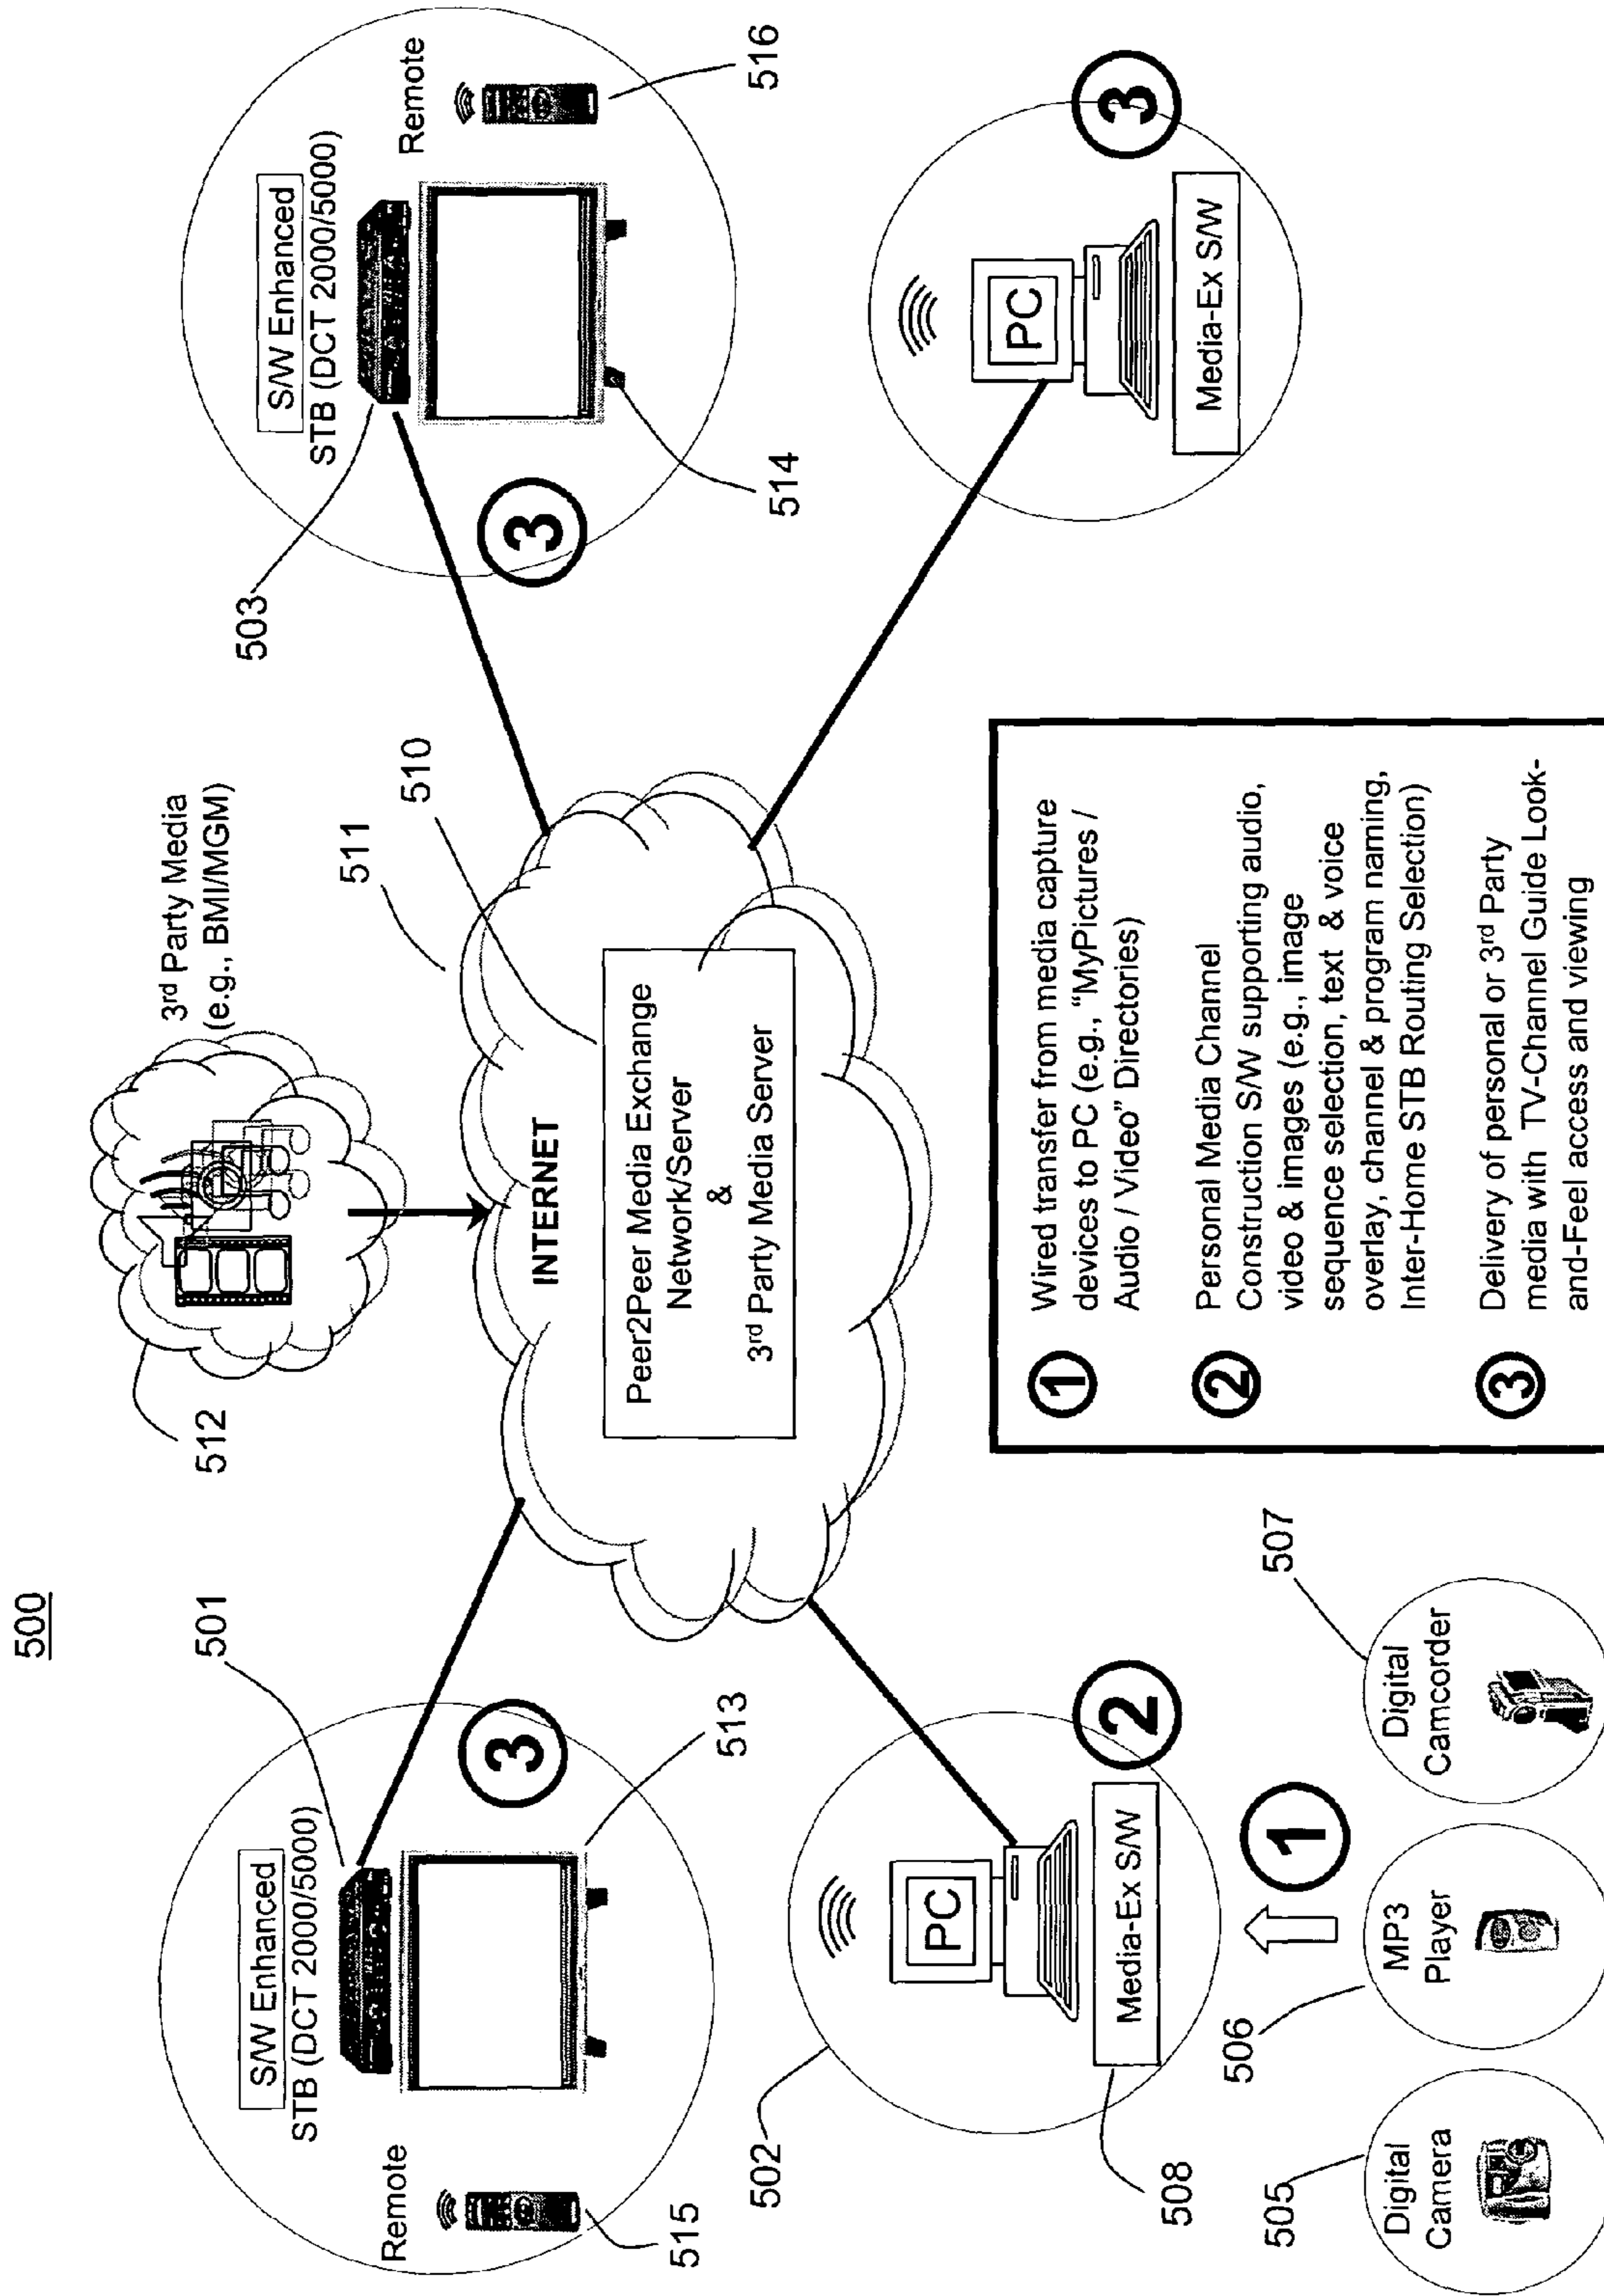 500
3rd Party Media
(e.g., BMI/MGM)
512
511
510
INTERNET
Peer2Peer Media Exchange
Network/Server
&
3rd Party Media Server
501
S/W Enhanced
STB (DCT 2000/5000)
Remote
3
513
515
503
S/W Enhanced
STB (DCT 2000/5000)
Remote
3
514
516
502
PC
Media-Ex S/W
2
508
1
505
Digital
Camera
506
MP3
Player
507
Digital
Camcorder
PC
Media-Ex S/W
3
1
Wired transfer from media capture
devices to PC (e.g., "MyPictures /
Audio / Video" Directories)
2
Personal Media Channel
Construction S/W supporting audio,
video & images (e.g., image
sequence selection, text & voice
overlay, channel & program naming,
Inter-Home STB Routing Selection)
3
Delivery of personal or 3rd Party
media with TV-Channel Guide Look-
and-Feel access and viewing